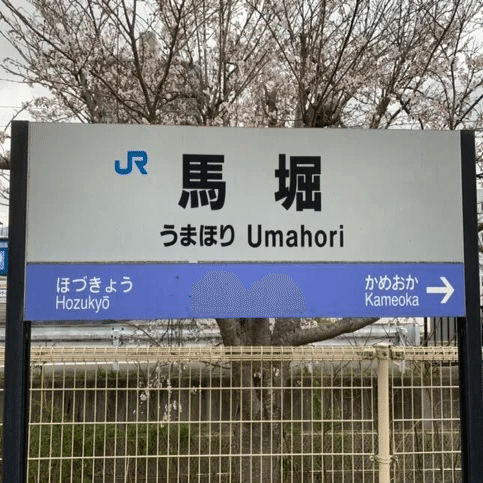 JR 馬堀
うまほり Umahori
ほづきょう かめおか
Hozukyō Kameoka →